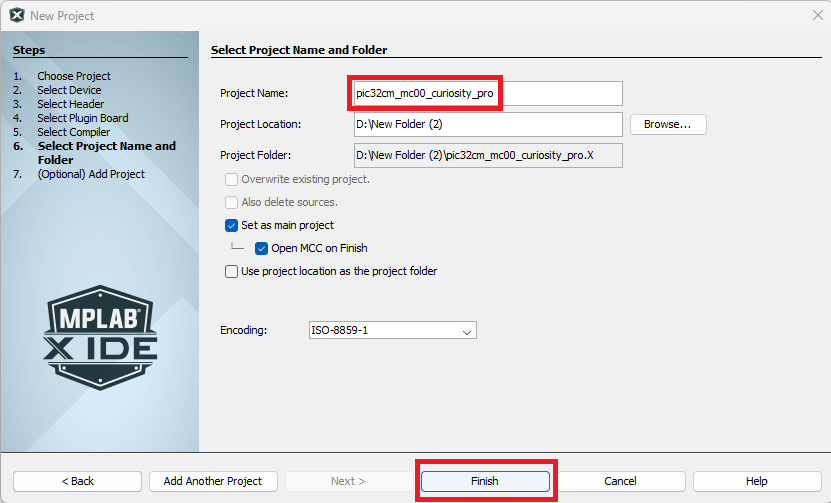 New Project
Steps
1. Choose Project
2. Select Device
3. Select Header
4. Select Plugin Board
5. Select Compiler
6. Select Project Name and
Folder
7. (Optional) Add Project
MPLAB®
X IDE
Select Project Name and Folder
Project Name: pic32cm_mc00_curiosity_pro
Project Location: D:\New Folder (2) Browse...
Project Folder: D:\New Folder (2)\pic32cm_mc00_curiosity_pro.X
Overwrite existing project.
Also delete sources.
Set as main project
Open MCC on Finish
Use project location as the project folder
Encoding: ISO-8859-1
< Back Add Another Project Next > Finish Cancel Help